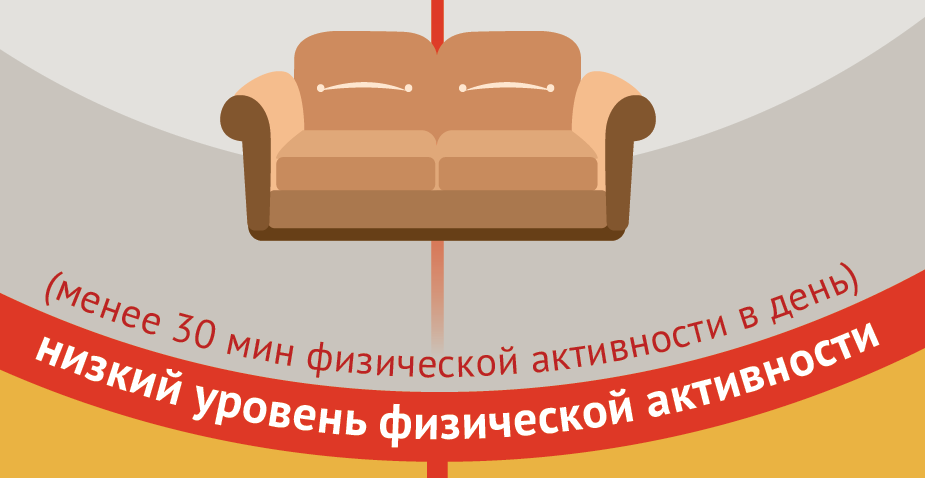 (менее 30 мин физической активности в день)
низкий уровень физической активности